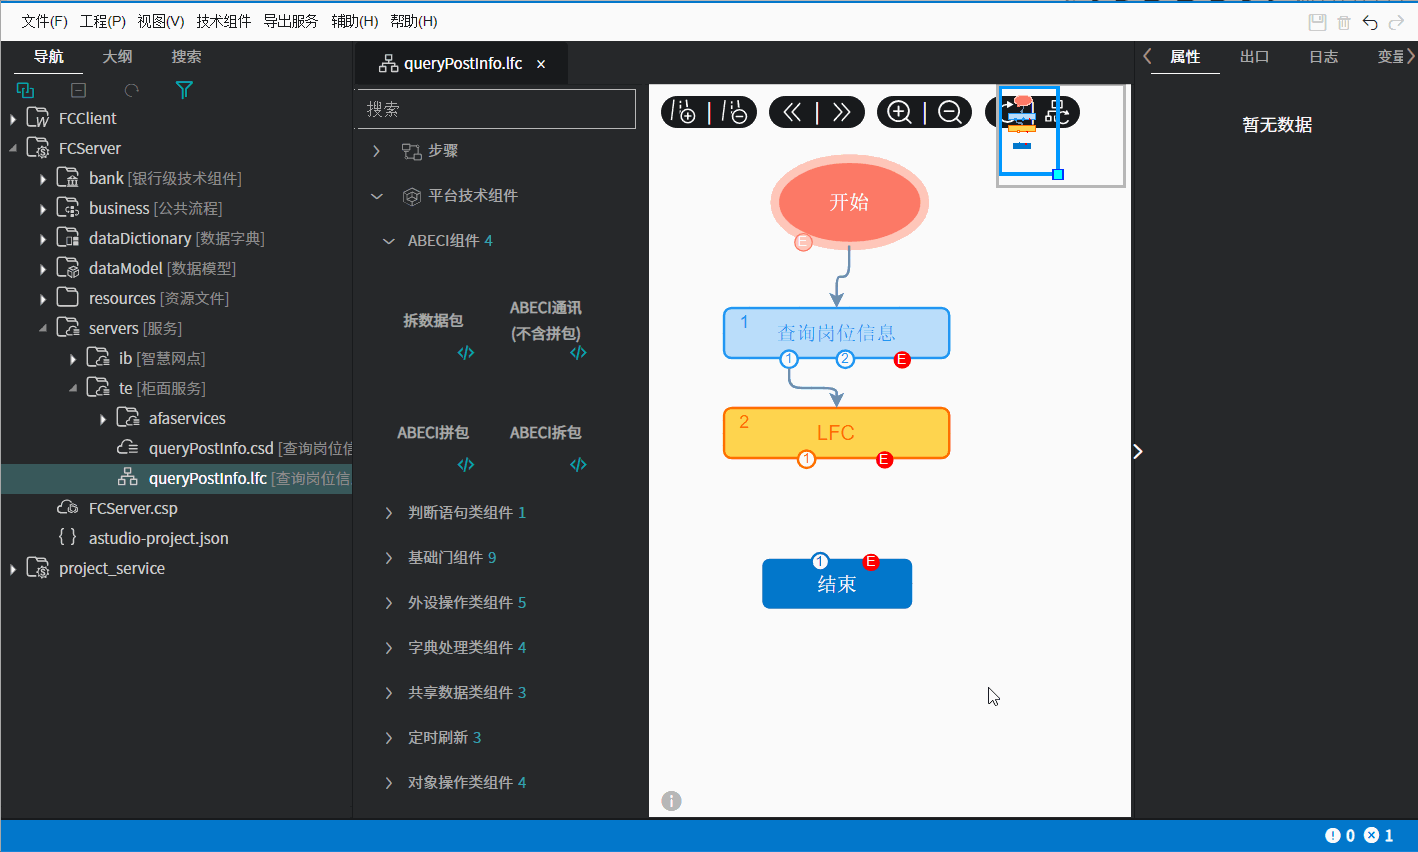 文件(F) 工程(P) 视图(V) 技术组件 导出服务 辅助(H) 帮助(H)
导航 大纲 搜索
FCClient
FCServer
bank [银行级技术组件]
business [公共流程]
dataDictionary [数据字典]
dataModel [数据模型]
resources [资源文件]
servers [服务]
ib [智慧网点]
te [柜面服务]
afaservices
queryPostInfo.csd [查询岗位信
queryPostInfo.lfc [查询岗位信
FCServer.csp
astudio-project.json
project_service
queryPostInfo.lfc ×
搜索
步骤
平台技术组件
ABECI组件 4
拆数据包
ABECI通讯
(不含拼包)
ABECI拼包
ABECI拆包
判断语句类组件 1
基础门组件 9
外设操作类组件 5
字典处理类组件 4
共享数据类组件 3
定时刷新 3
对象操作类组件 4
开始
E
1
查询岗位信息
1 2 E
2
LFC
1 E
1 E
结束
属性 出口 日志 变量
暂无数据
0 1